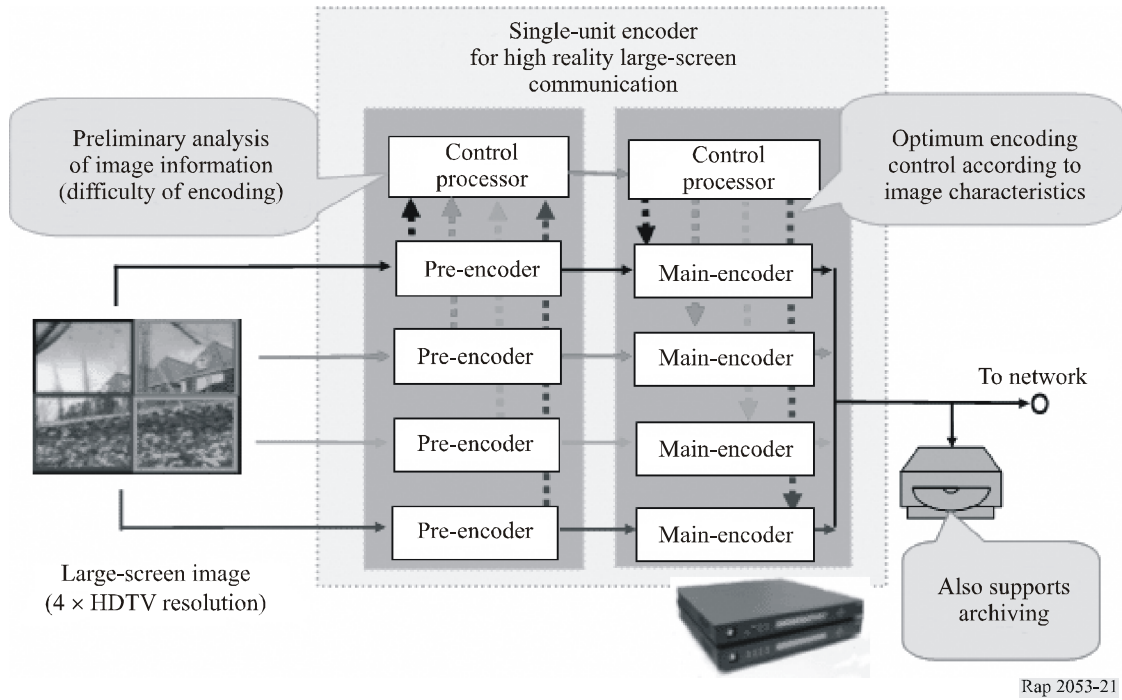 Single-unit encoder
for high reality large-screen
communication
Preliminary analysis
of image information
(difficulty of encoding)
Control
processor
Control
processor
Optimum encoding
control according to
image characteristics
Pre-encoder
Main-encoder
Pre-encoder
Main-encoder
To network
Pre-encoder
Main-encoder
Pre-encoder
Main-encoder
Large-screen image
(4 × HDTV resolution)
Also supports
archiving
Rap 2053-21